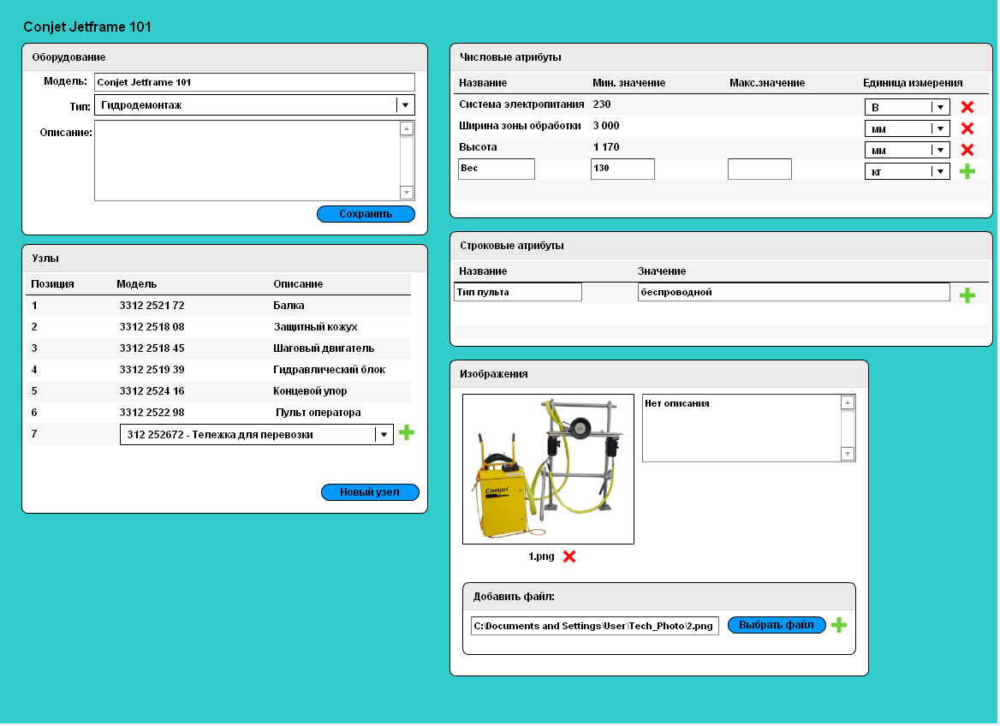 Conjet Jetframe 101
Оборудование
Модель: Conjet Jetframe 101
Тип: Гидродемонтаж
Описание:
Сохранить
Узлы
Позиция Модель Описание
1 3312 2521 72 Балка
2 3312 2518 08 Защитный кожух
3 3312 2518 45 Шаговый двигатель
4 3312 2519 39 Гидравлический блок
5 3312 2524 16 Концевой упор
6 3312 2522 98 Пульт оператора
7 312 252672 - Тележка для перевозки
Новый узел
Числовые атрибуты
Название Мин. значение Макс.значение Единица измерения
Система электропитания 230 В
Ширина зоны обработки 3 000 мм
Высота 1 170 мм
Вес 130 кг
Строковые атрибуты
Название Значение
Тип пульта беспроводной
Изображения
Conjet
Нет описания
1.png
Добавить файл:
C:\Documents and Settings\User\Tech_Photo\2.png Выбрать файл